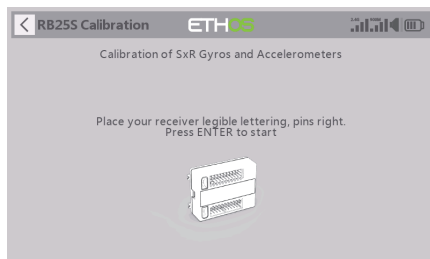 RB25S Calibration
ETHOS
Calibration of SxR Gyros and Accelerometers
Place your receiver legible lettering, pins right.
Press ENTER to start